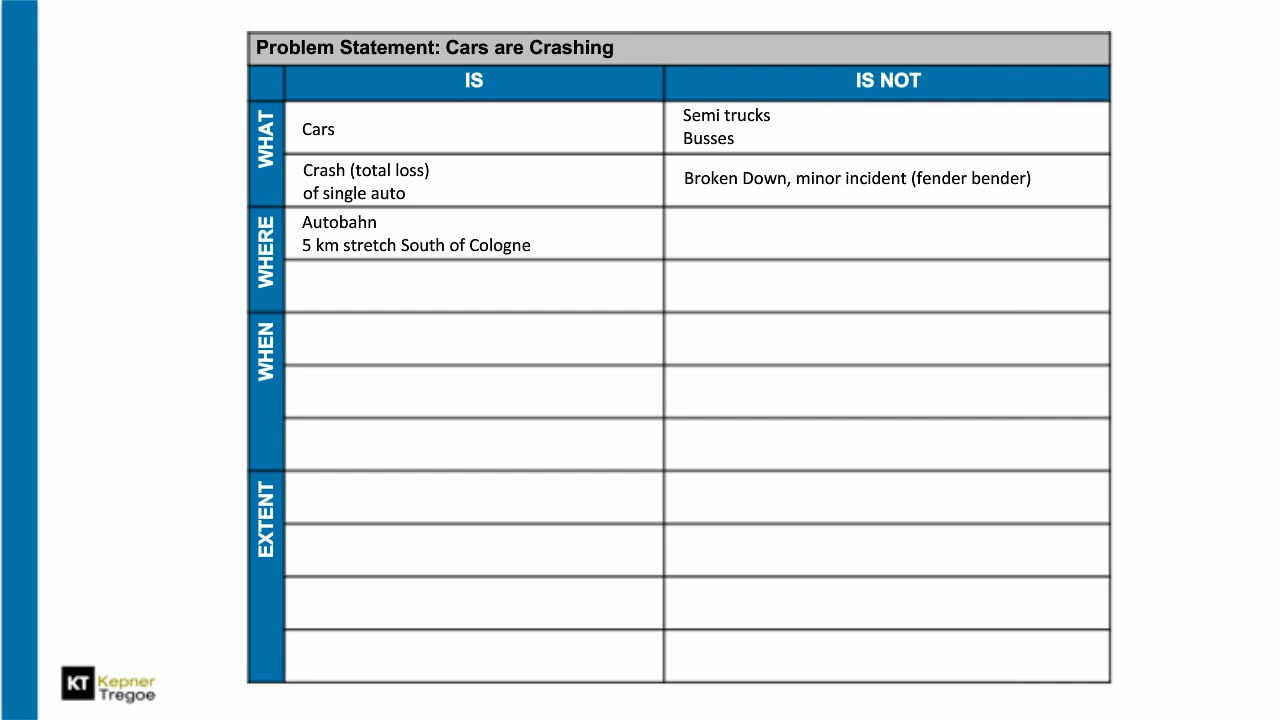 Problem Statement: Cars are Crashing
IS
IS NOT
WHAT
Cars
Semi trucks
Busses
Crash (total loss)
of single auto
Broken Down, minor incident (fender bender)
WHERE
Autobahn
5 km stretch South of Cologne
WHEN
EXTENT
KT
Kepner
Tregoe